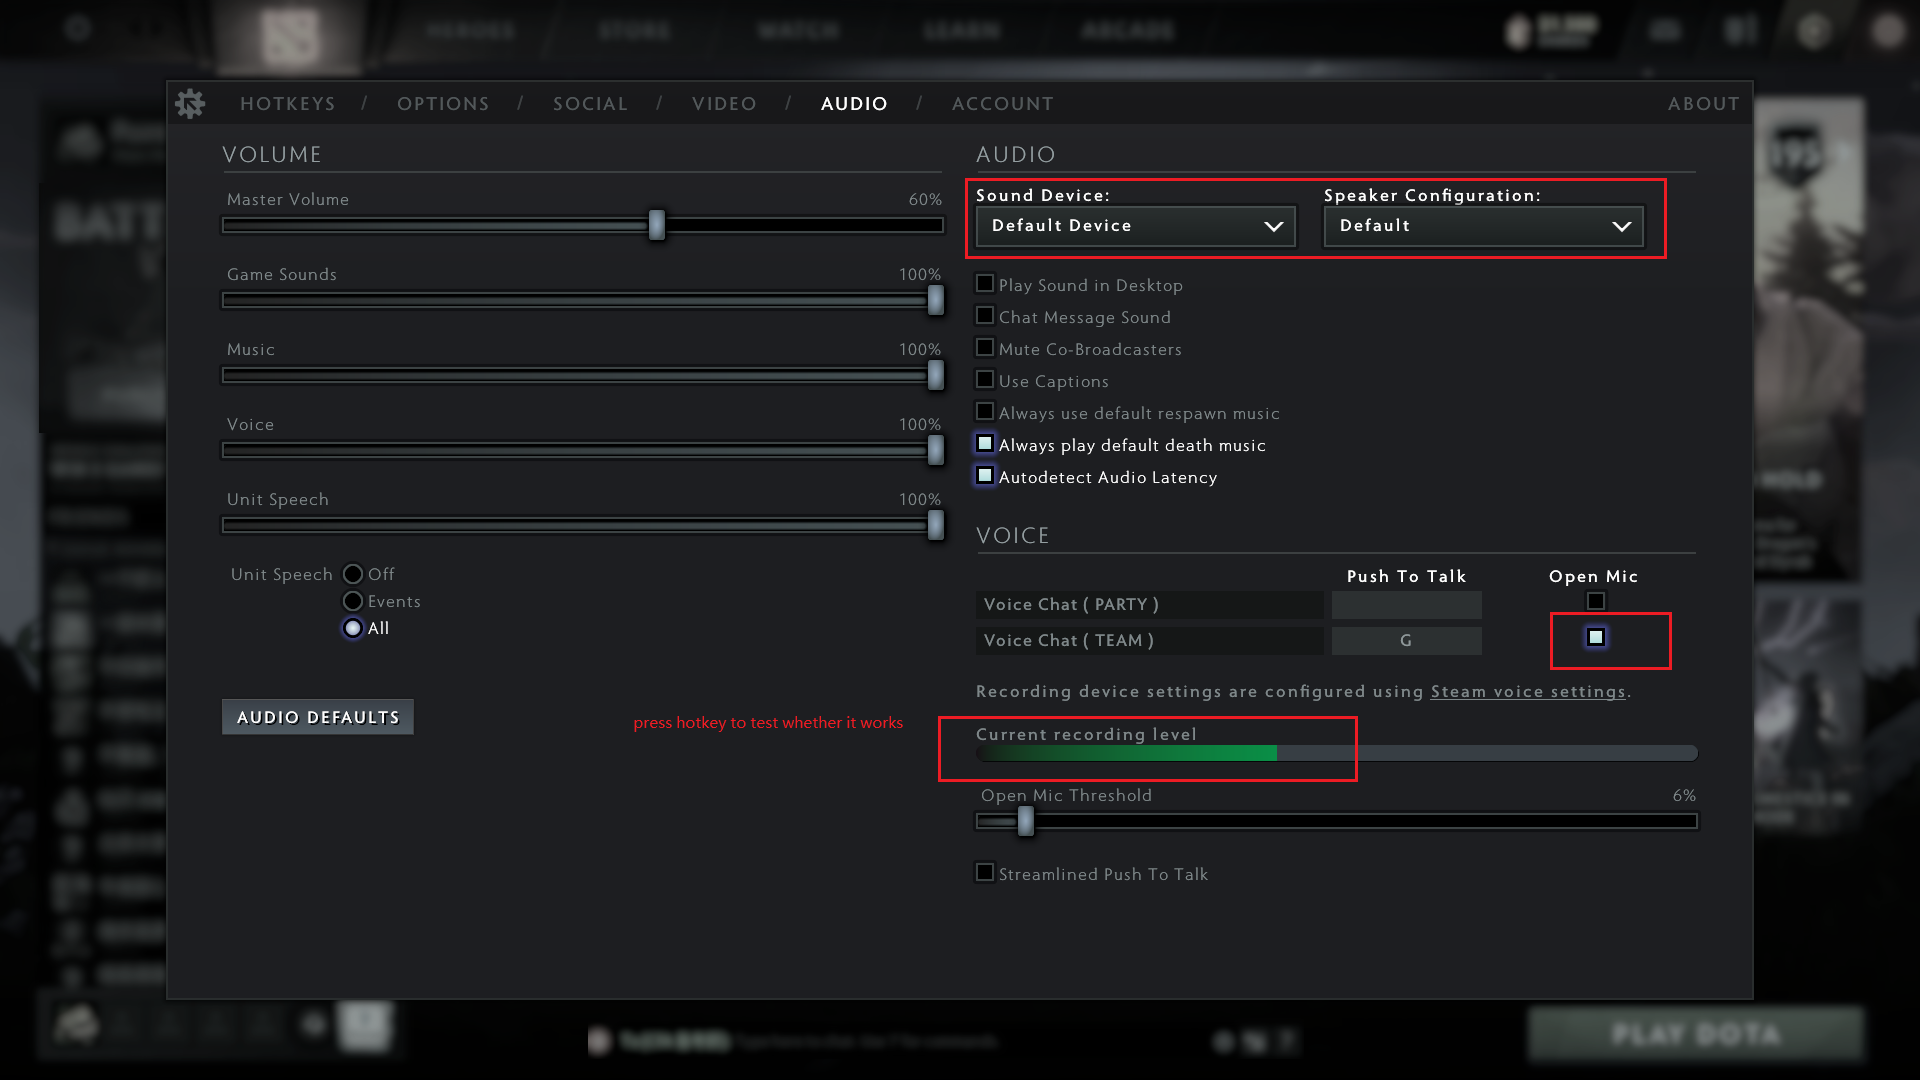 HEROES
STORE
WATCH
LEARN
ARCADE
HOTKEYS / OPTIONS / SOCIAL / VIDEO / AUDIO / ACCOUNT
ABOUT
VOLUME
Master Volume 60%
Game Sounds 100%
Music 100%
Voice 100%
Unit Speech 100%
Unit Speech Off
Events
All
AUDIO DEFAULTS
press hotkey to test whether it works
AUDIO
Sound Device: Speaker Configuration:
Default Device Default
Play Sound in Desktop
Chat Message Sound
Mute Co-Broadcasters
Use Captions
Always use default respawn music
Always play default death music
Autodetect Audio Latency
VOICE
Push To Talk Open Mic
Voice Chat ( PARTY )
Voice Chat ( TEAM ) G
Recording device settings are configured using Steam voice settings.
Current recording level
Open Mic Threshold 6%
Streamlined Push To Talk
PLAY DOTA